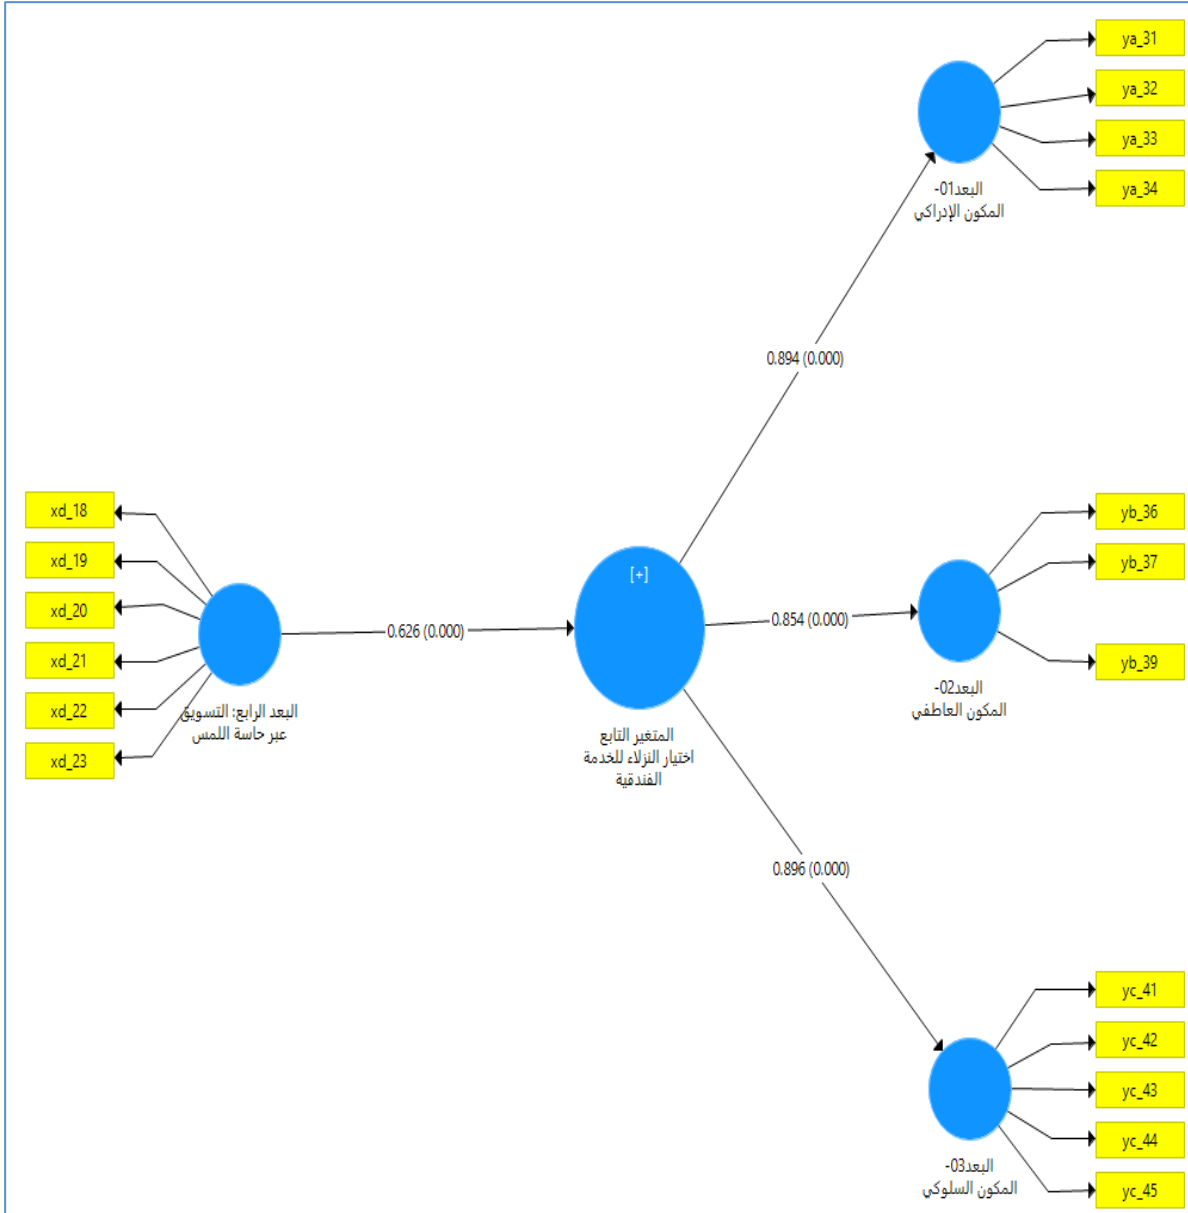 ya_31
ya_32
ya_33
ya_34
البعد01-
المكون الإدراكي
0.894 (0.000)
xd_18
xd_19
xd_20
xd_21
xd_22
xd_23
البعد الرابع: التسويق
عبر حاسة اللمس
0.626 (0.000)
[+]
المتغير التابع
اختيار النزلاء للخدمة
الفندقية
0.854 (0.000)
yb_36
yb_37
yb_39
البعد02-
المكون العاطفي
0.896 (0.000)
yc_41
yc_42
yc_43
yc_44
yc_45
البعد03-
المكون السلوكي